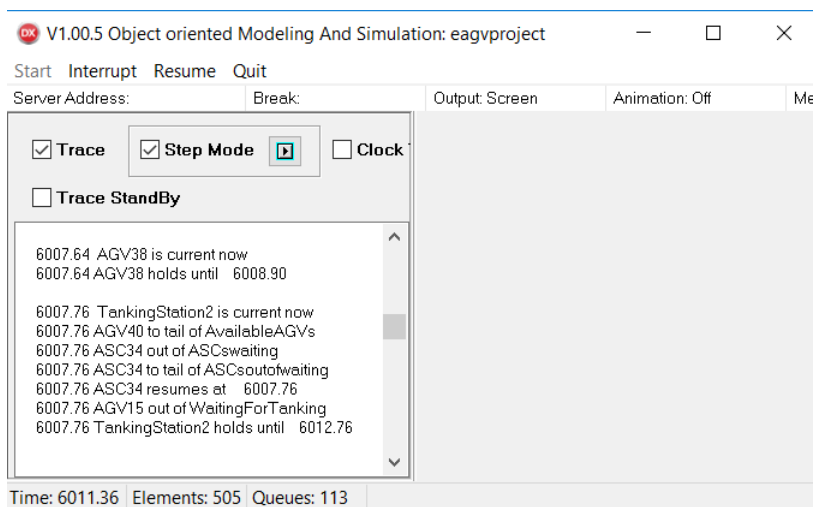 DX V1.00.5 Object oriented Modeling And Simulation: eagvproject
Start Interrupt Resume Quit
Server Address: Break: Output: Screen Animation: Off Me
Trace Step Mode Clock
Trace StandBy
6007.64 AGV38 is current now
6007.64 AGV38 holds until 6008.90
6007.76 TankingStation2 is current now
6007.76 AGV40 to tail of AvailableAGVs
6007.76 ASC34 out of ASCswaiting
6007.76 ASC34 to tail of ASCsoutofwaiting
6007.76 ASC34 resumes at 6007.76
6007.76 AGV15 out of WaitingForTanking
6007.76 TankingStation2 holds until 6012.76
Time: 6011.36 Elements: 505 Queues: 113